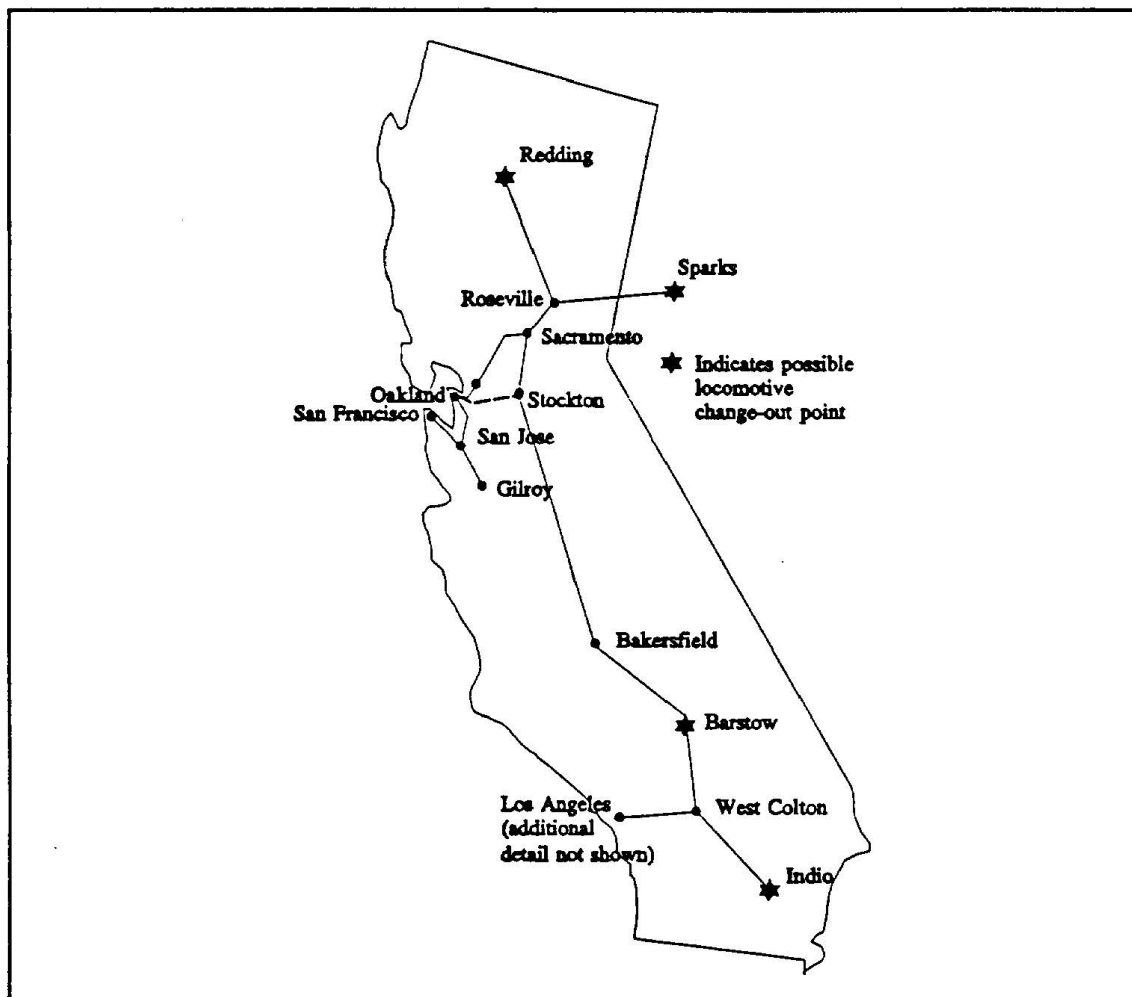 Redding
Sparks
Roseville
Sacramento
Indicates possible
locomotive
change-out point
Oakland
Stockton
San Francisco
San Jose
Gilroy
Bakersfield
Barstow
Los Angeles
(additional
detail not shown)
West Colton
Indio